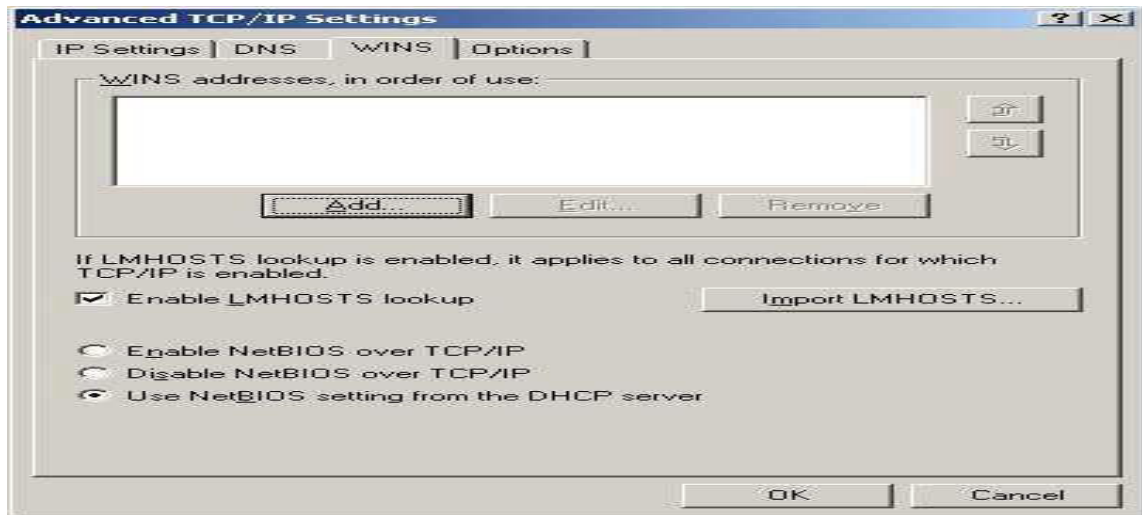 Advanced TCP/IP Settings
IP Settings DNS WINS Options
WINS addresses, in order of use:
Add... Edit... Remove
If LMHOSTS lookup is enabled, it applies to all connections for which
TCP/IP is enabled.
Enable LMHOSTS lookup Import LMHOSTS...
Enable NetBIOS over TCP/IP
Disable NetBIOS over TCP/IP
Use NetBIOS setting from the DHCP server
OK Cancel